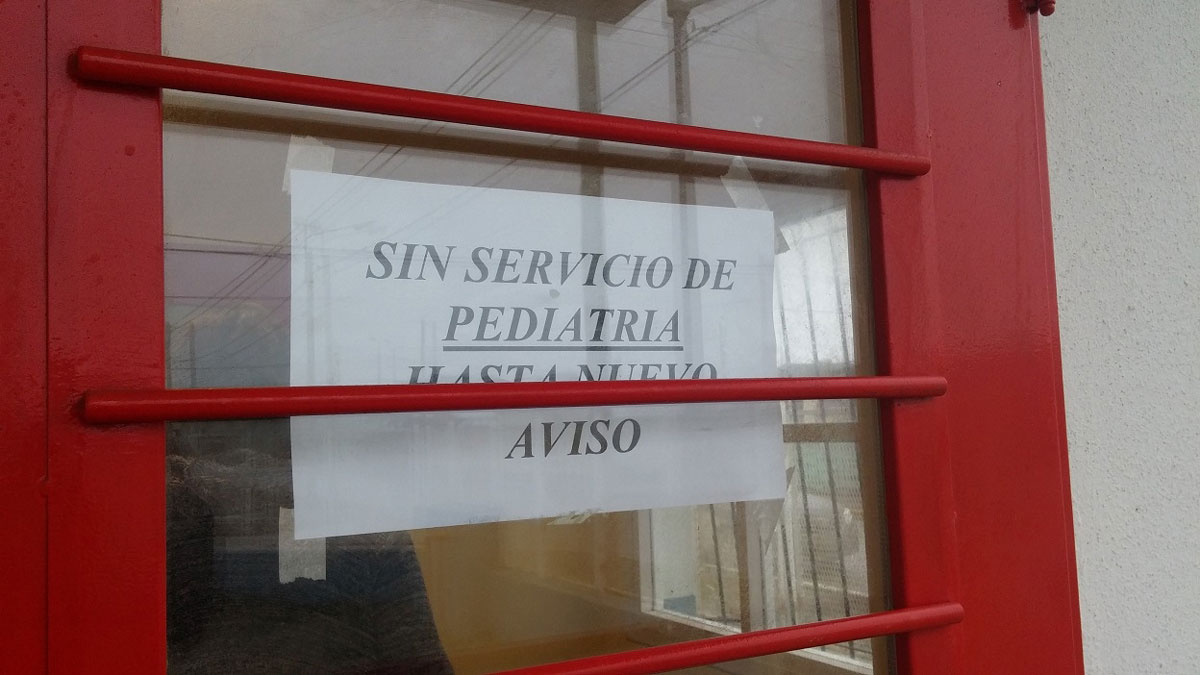 SIN SERVICIO DE
PEDIATRIA
HASTA NUEVO
AVISO